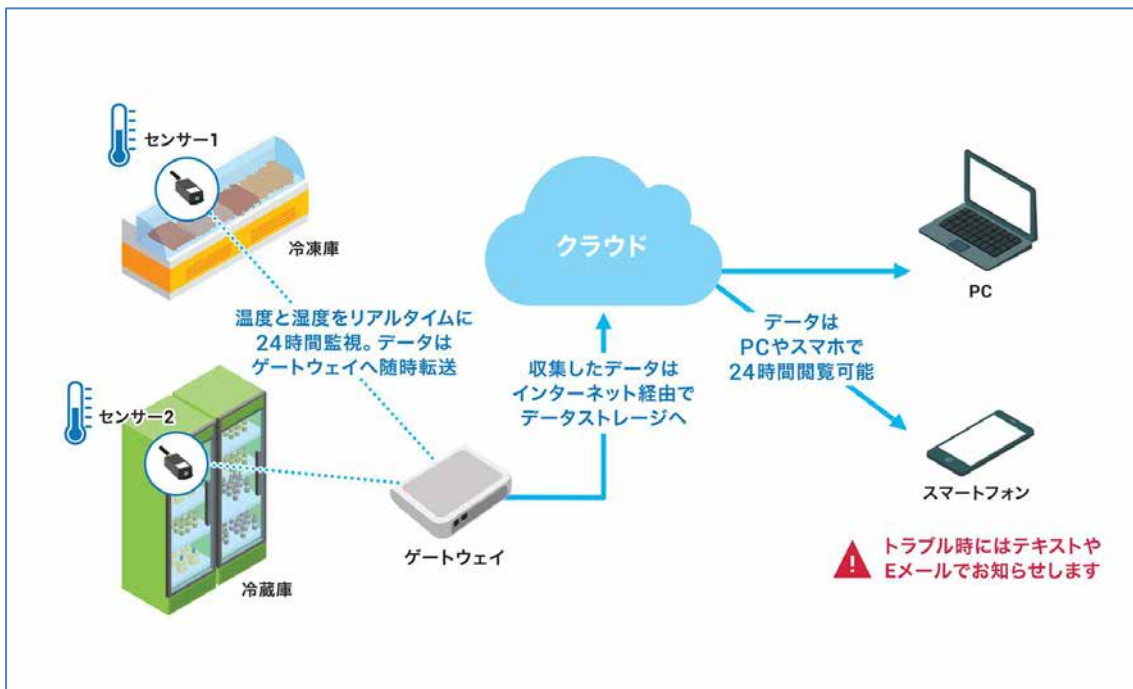 センサー1
冷凍庫
温度と湿度をリアルタイムに
24時間監視。データは
ゲートウェイへ随時転送
センサー2
冷蔵庫
ゲートウェイ
クラウド
収集したデータは
インターネット経由で
データストレージへ
データは
PCやスマホで
24時間閲覧可能
PC
スマートフォン
トラブル時にはテキストや
Eメールでお知らせします